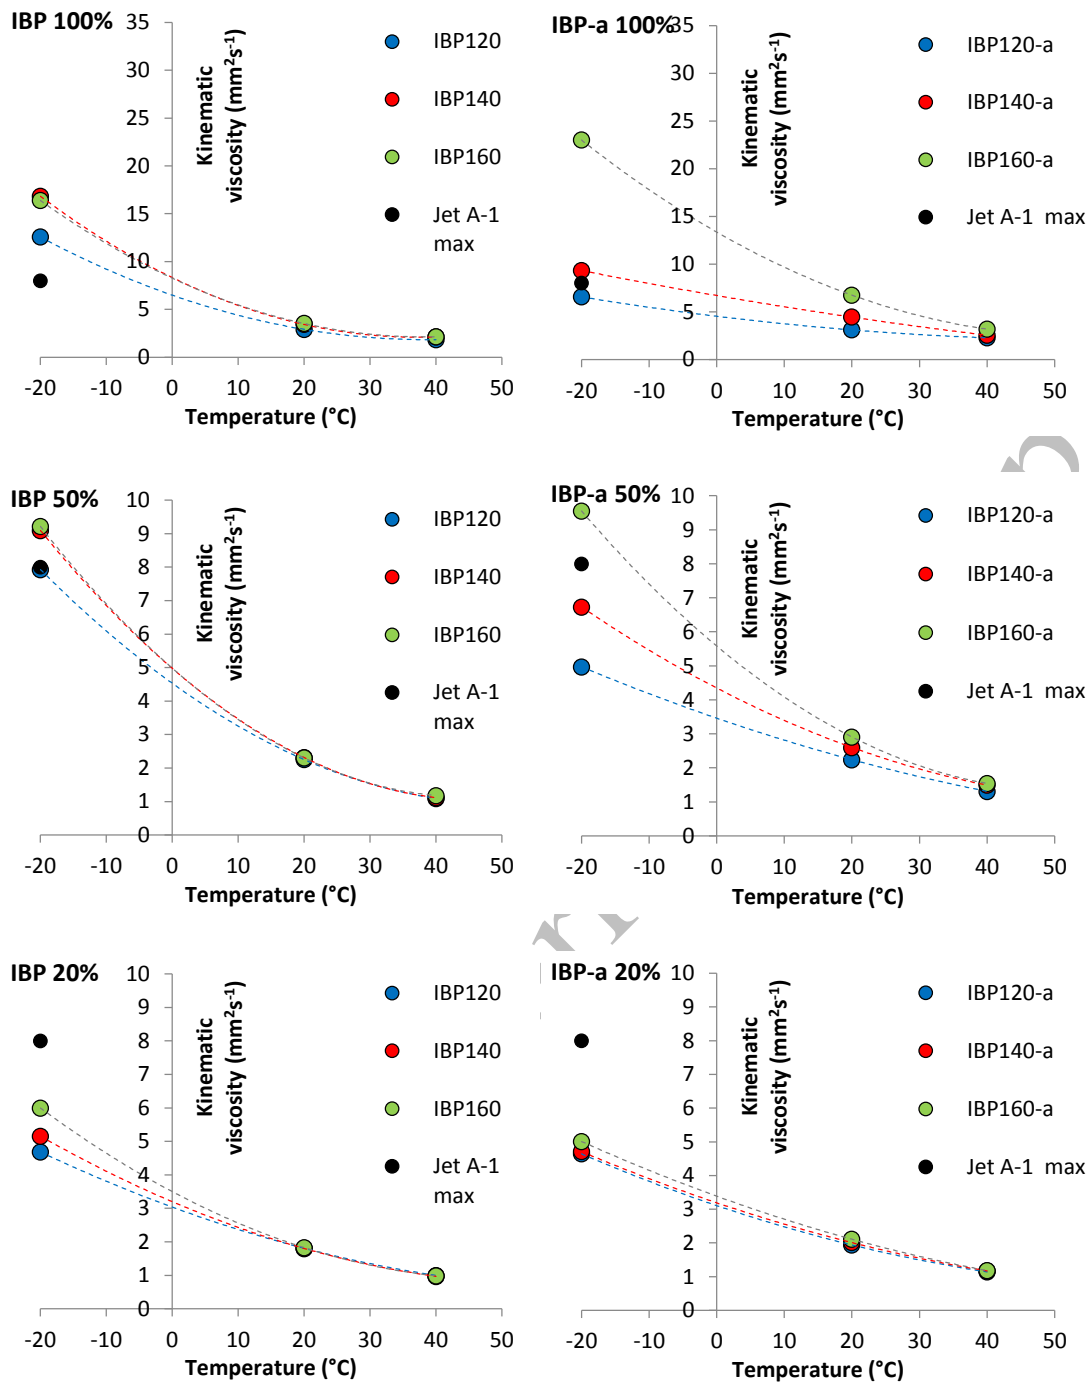 IBP 100%
35
30
25
20
15
10
5
0
-20 -10 0 10 20 30 40 50
Temperature (°C)
Kinematic
viscosity (mm²s⁻¹)
IBP120
IBP140
IBP160
Jet A-1
max
IBP-a 100%
35
30
25
20
15
10
5
0
-20 -10 0 10 20 30 40 50
Temperature (°C)
Kinematic
viscosity (mm²s⁻¹)
IBP120-a
IBP140-a
IBP160-a
Jet A-1 max
IBP 50%
10
9
8
7
6
5
4
3
2
1
0
-20 -10 0 10 20 30 40 50
Temperature (°C)
Kinematic
viscosity (mm²s⁻¹)
IBP120
IBP140
IBP160
Jet A-1
max
IBP-a 50%
10
9
8
7
6
5
4
3
2
1
0
-20 -10 0 10 20 30 40 50
Temperature (°C)
Kinematic
viscosity (mm²s⁻¹)
IBP120-a
IBP140-a
IBP160-a
Jet A-1 max
IBP 20%
10
9
8
7
6
5
4
3
2
1
0
-20 -10 0 10 20 30 40 50
Temperature (°C)
Kinematic
viscosity (mm²s⁻¹)
IBP120
IBP140
IBP160
Jet A-1
max
IBP-a 20%
10
9
8
7
6
5
4
3
2
1
0
-20 -10 0 10 20 30 40 50
Temperature (°C)
Kinematic
viscosity (mm²s⁻¹)
IBP120-a
IBP140-a
IBP160-a
Jet A-1 max